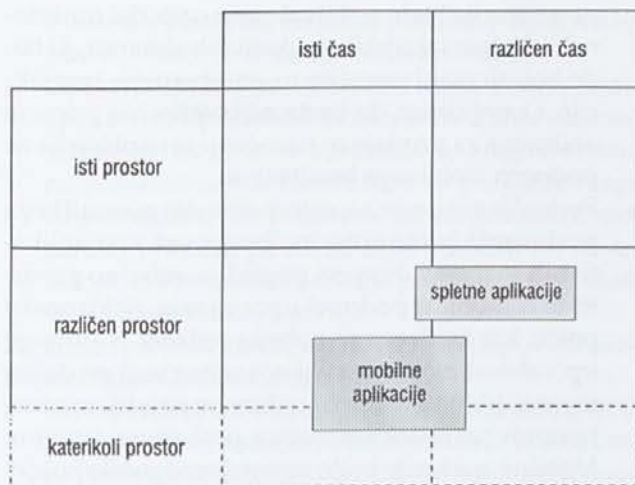 isti čas
različen čas
isti prostor
spletne aplikacije
različen prostor
mobilne
aplikacije
katerikoli prostor